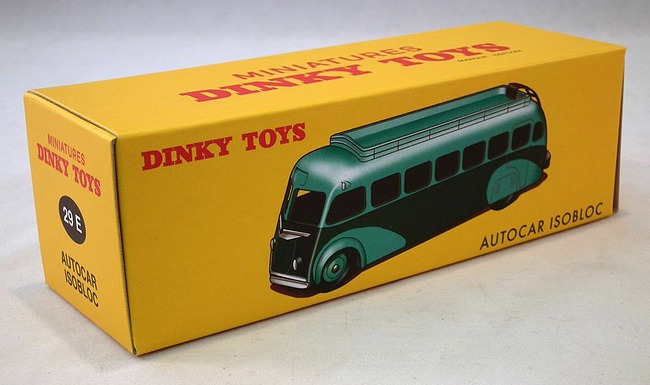 MINIATURES
DINKY TOYS
DINKY TOYS
AUTOCAR ISOBLOC
MINIATURES
DINKY TOYS
29 E
AUTOCAR
ISOBLOC